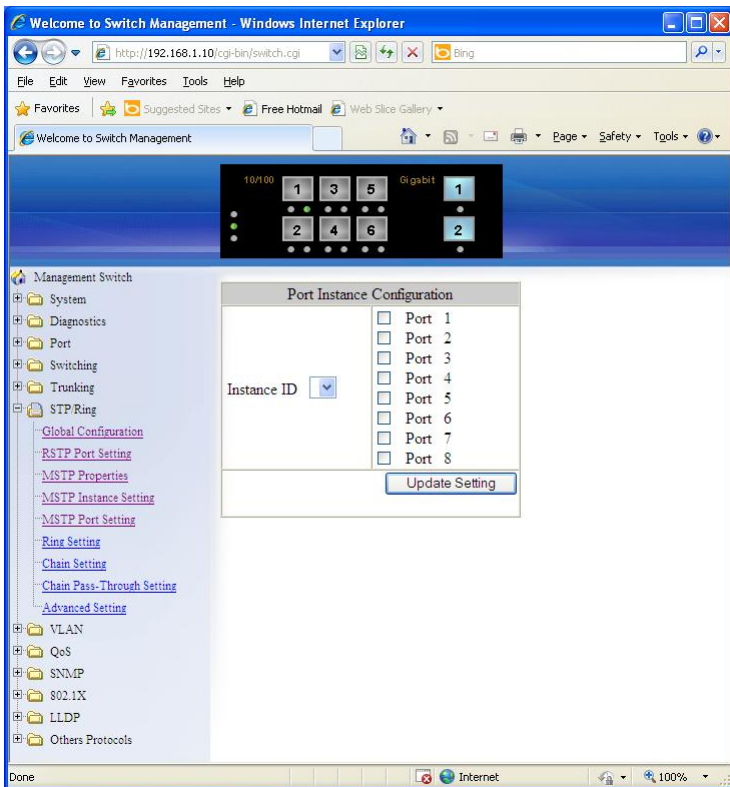 Welcome to Switch Management - Windows Internet Explorer
http://192.168.1.10/cgi-bin/switch.cgi
Bing
File Edit View Favorites Tools Help
Favorites Suggested Sites Free Hotmail Web Slice Gallery
Welcome to Switch Management
Page Safety Tools
10/100 1 3 5 Gigabit 1
2 4 6 2
Management Switch
System
Diagnostics
Port
Switching
Trunking
STP/Ring
Global Configuration
RSTP Port Setting
MSTP Properties
MSTP Instance Setting
MSTP Port Setting
Ring Setting
Chain Setting
Chain Pass-Through Setting
Advanced Setting
VLAN
QoS
SNMP
802.1X
LLDP
Others Protocols
Port Instance Configuration
Instance ID
Port 1
Port 2
Port 3
Port 4
Port 5
Port 6
Port 7
Port 8
Update Setting
Done Internet 100%